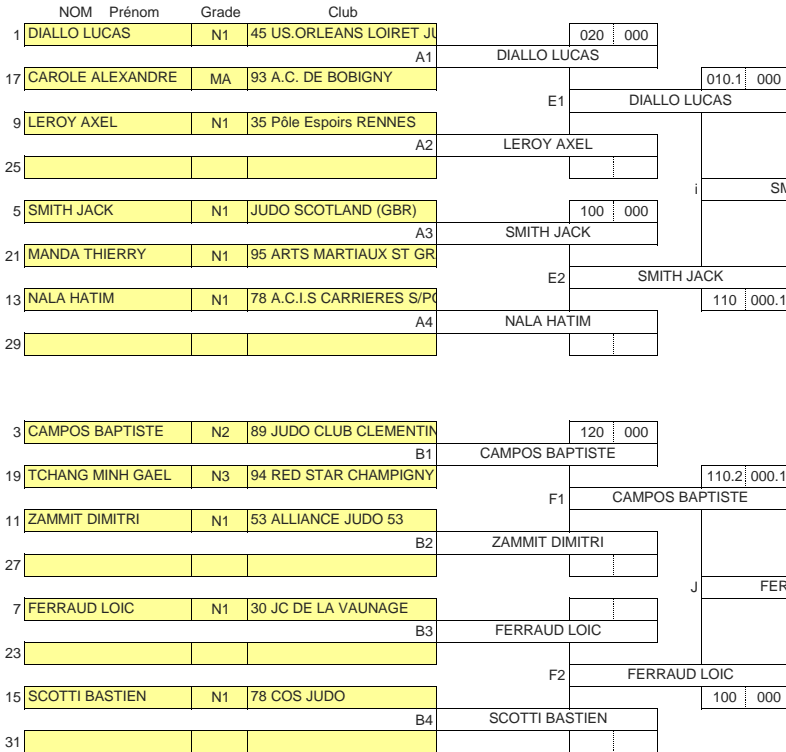 NOM Prénom Grade Club
1 DIALLO LUCAS N1 45 US.ORLEANS LOIRET JU 020 000
A1 DIALLO LUCAS
17 CAROLE ALEXANDRE MA 93 A.C. DE BOBIGNY 010.1 000
E1 DIALLO LUCAS
9 LEROY AXEL N1 35 Pôle Espoirs RENNES
A2 LEROY AXEL
25
i SM
5 SMITH JACK N1 JUDO SCOTLAND (GBR) 100 000
A3 SMITH JACK
21 MANDA THIERRY N1 95 ARTS MARTIAUX ST GR
E2 SMITH JACK
13 NALA HATIM N1 78 A.C.I.S CARRIERES S/PO 110 000.1
A4 NALA HATIM
29
3 CAMPOS BAPTISTE N2 89 JUDO CLUB CLEMENTIN 120 000
B1 CAMPOS BAPTISTE
19 TCHANG MINH GAEL N3 94 RED STAR CHAMPIGNY 110.2 000.1
F1 CAMPOS BAPTISTE
11 ZAMMIT DIMITRI N1 53 ALLIANCE JUDO 53
B2 ZAMMIT DIMITRI
27
J FER
7 FERRAUD LOIC N1 30 JC DE LA VAUNAGE
B3 FERRAUD LOIC
23
F2 FERRAUD LOIC
15 SCOTTI BASTIEN N1 78 COS JUDO 100 000
B4 SCOTTI BASTIEN
31